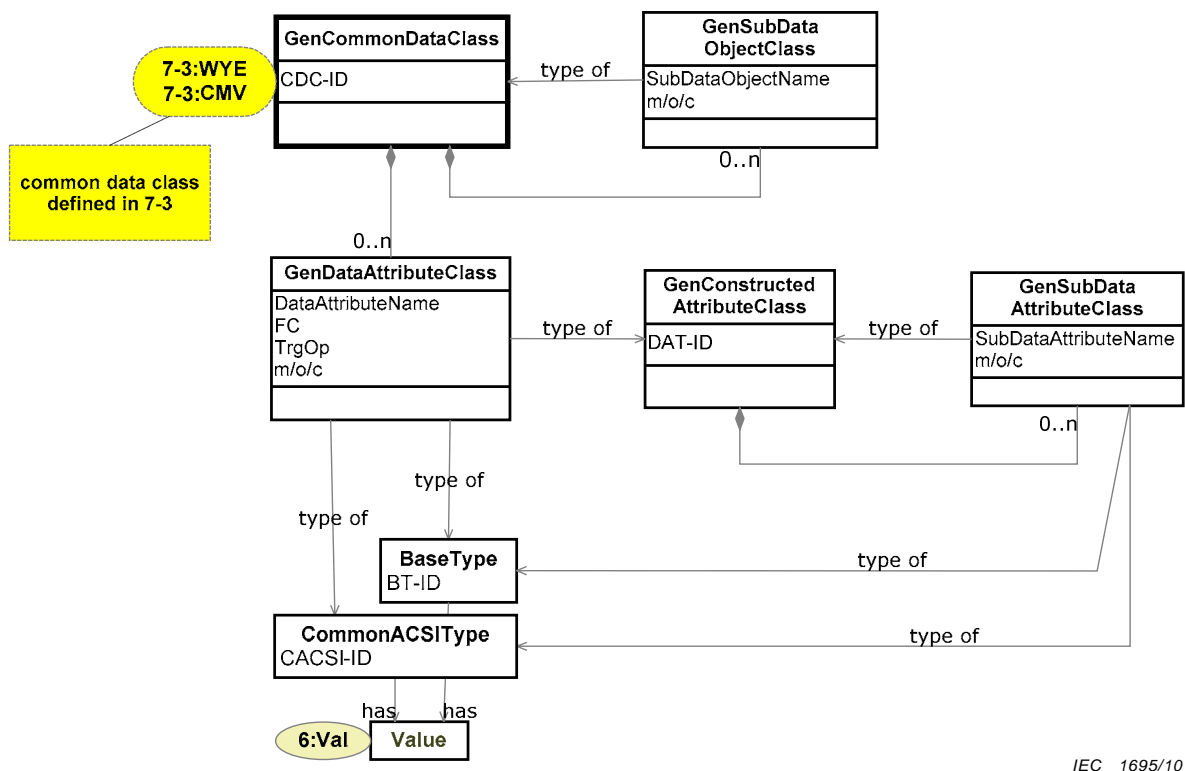 GenCommonDataClass
CDC-ID
GenSubData
ObjectClass
SubDataObjectName
m/o/c
type of
7-3:WYE
7-3:CMV
common data class
defined in 7-3
0..n
0..n
GenDataAttributeClass
DataAttributeName
FC
TrgOp
m/o/c
type of
GenConstructed
AttributeClass
DAT-ID
type of
GenSubData
AttributeClass
SubDataAttributeName
m/o/c
0..n
type of
type of
BaseType
BT-ID
type of
CommonACSIType
CACSI-ID
type of
has
has
6:Val
Value
IEC 1695/10